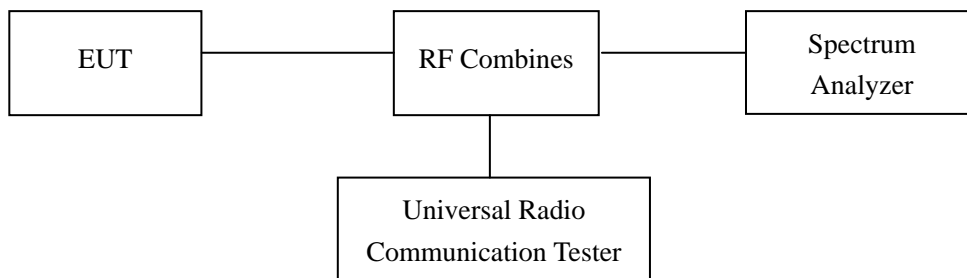 EUT
RF Combines
Spectrum
Analyzer
Universal Radio
Communication Tester